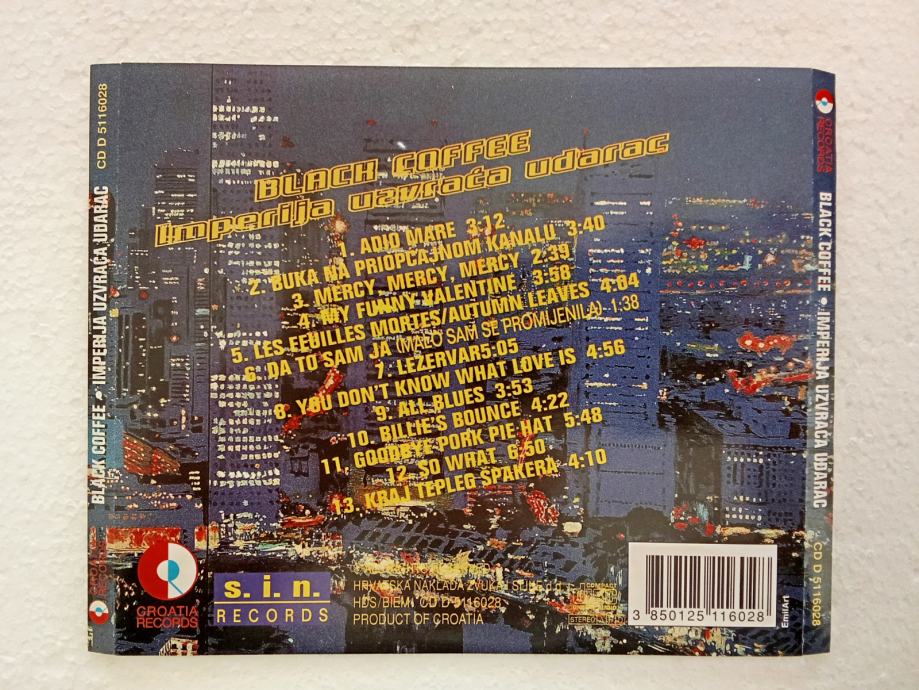 BLACK COFFEE
Imperija uzvraća udarac
1. ADIO MARE 3:12
2. BUKA NA PRIOPĆAJNOM KANALU 3:40
3. MERCY, MERCY, MERCY 2:39
4. MY FUNNY VALENTINE 3:58
5. LES FEUILLES MORTES/AUTUMN LEAVES 4:04
6. DA TO SAM JA (MALO SAM SE PROMIJENILA) 1:38
7. LEZERVAR5:05
8. YOU DON'T KNOW WHAT LOVE IS 4:56
9. ALL BLUES 3:53
10. BILLIE'S BOUNCE 4:22
11. GOODBYE PORK PIE HAT 5:48
12. SO WHAT 6:50
13. KRAJ TEPLEG ŠPAKERA 4:10
CROATIA
RECORDS
s.i.n.
RECORDS
HRVATSKA NAKLADA ZVUKA I SLIKE d.d.
HDS/BIEM CD D 5116028
PRODUCT OF CROATIA
COMPACT
STEREO
3 850125 116028
EmilArt
BLACK COFFEE • IMPERIJA UZVRAĆA UDARAC
CD D 5116028
CROATIA
RECORDS
BLACK COFFEE • IMPERIJA UZVRAĆA UDARAC
CD D 5116028